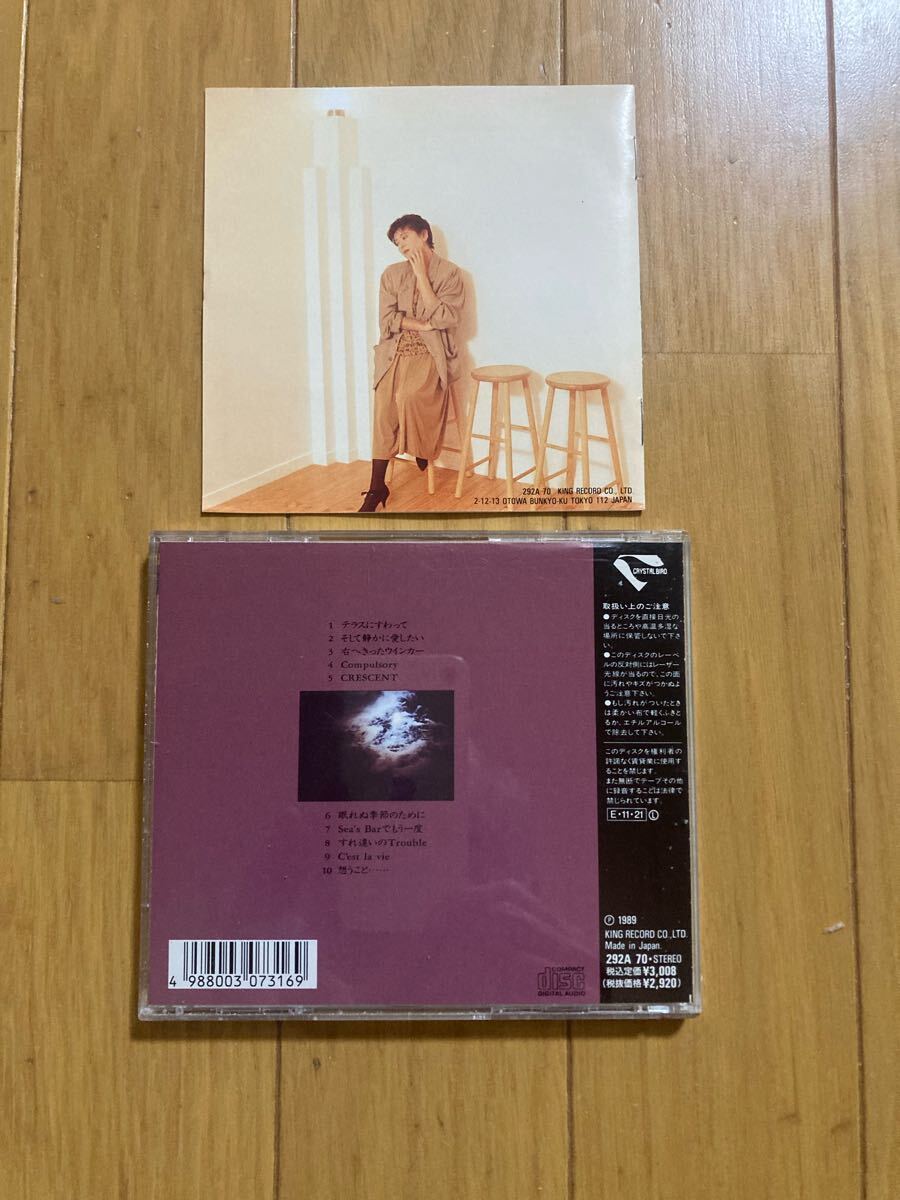 292A 70 KING RECORD CO., LTD.
2-12-13 OTOWA BUNKYO-KU TOKYO 112 JAPAN
1 テラスにすわって
2 そして静かに愛したい
3 右へきったウインカー
4 Compulsory
5 CRESCENT
6 眠れぬ季節のために
7 Sea's Barでもう一度
8 すれ違いのTrouble
9 C'est la vie
10 想うこと……
4 988003 073169
COMPACT
disc
DIGITAL AUDIO
CRYSTAL BIRD
取扱い上のご注意
●ディスクを直接日光の
当るところや高温多湿な
場所に保管しないで下さ
い。
●このディスクのレーベル
の反対側にはレーザー
光線が当るので、この面
に汚れやキズがつかぬよ
うご注意下さい。
●もし汚れがついたとき
は柔かい布で軽くふきと
るか、エチルアルコール
で除去して下さい。
このディスクを権利者の
許諾なく賃貸業に使用す
ることを禁じます。
また無断でテープその他
に録音することは法律で
禁じられています。
E・11・21 L
Ⓟ 1989
KING RECORD CO., LTD.
Made in Japan.
292A 70・STEREO
税込定価¥3,008
(税抜価格¥2,920)